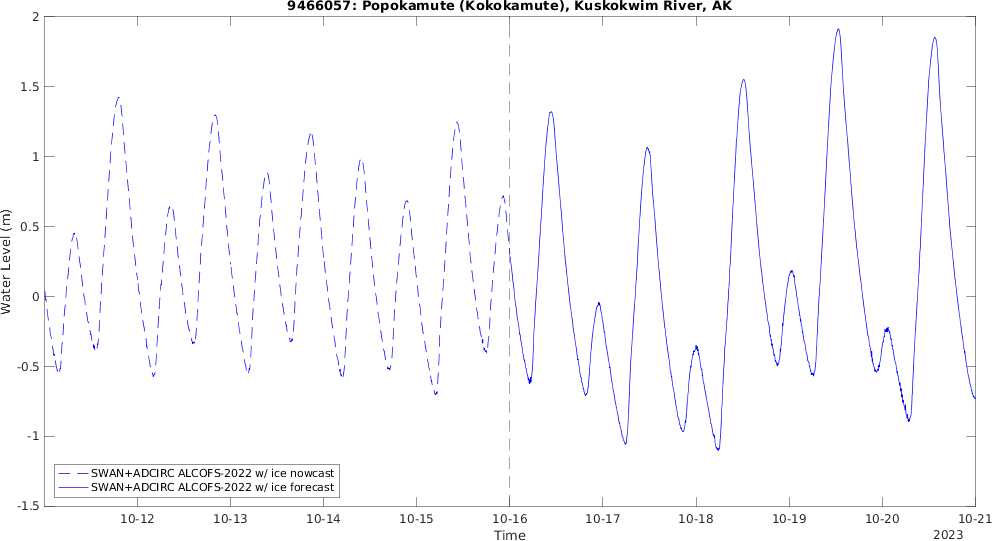 9466057: Popokamute (Kokokamute), Kuskokwim River, AK
2
1.5
1
0.5
0
-0.5
-1
-1.5
Water Level (m)
SWAN+ADCIRC ALCOFS-2022 w/ ice nowcast
SWAN+ADCIRC ALCOFS-2022 w/ ice forecast
10-12 10-13 10-14 10-15 10-16 10-17 10-18 10-19 10-20 10-21
Time
2023